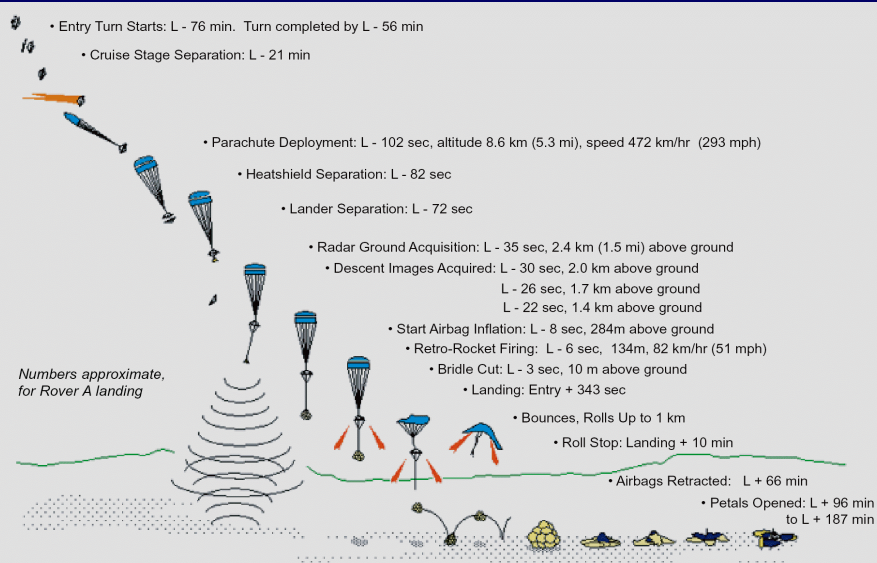 • Entry Turn Starts: L - 76 min.  Turn completed by L - 56 min
• Cruise Stage Separation: L - 21 min
• Parachute Deployment: L - 102 sec, altitude 8.6 km (5.3 mi), speed 472 km/hr  (293 mph)
• Heatshield Separation: L - 82 sec
• Lander Separation: L - 72 sec
• Radar Ground Acquisition: L - 35 sec, 2.4 km (1.5 mi) above ground
• Descent Images Acquired: L - 30 sec, 2.0 km above ground
L - 26 sec, 1.7 km above ground
L - 22 sec, 1.4 km above ground
• Start Airbag Inflation: L - 8 sec, 284m above ground
• Retro-Rocket Firing:  L - 6 sec,  134m, 82 km/hr (51 mph)
• Bridle Cut: L - 3 sec, 10 m above ground
• Landing: Entry + 343 sec
Numbers approximate,
for Rover A landing
• Bounces, Rolls Up to 1 km
• Roll Stop: Landing + 10 min
• Airbags Retracted:   L + 66 min
• Petals Opened: L + 96 min
to L + 187 min